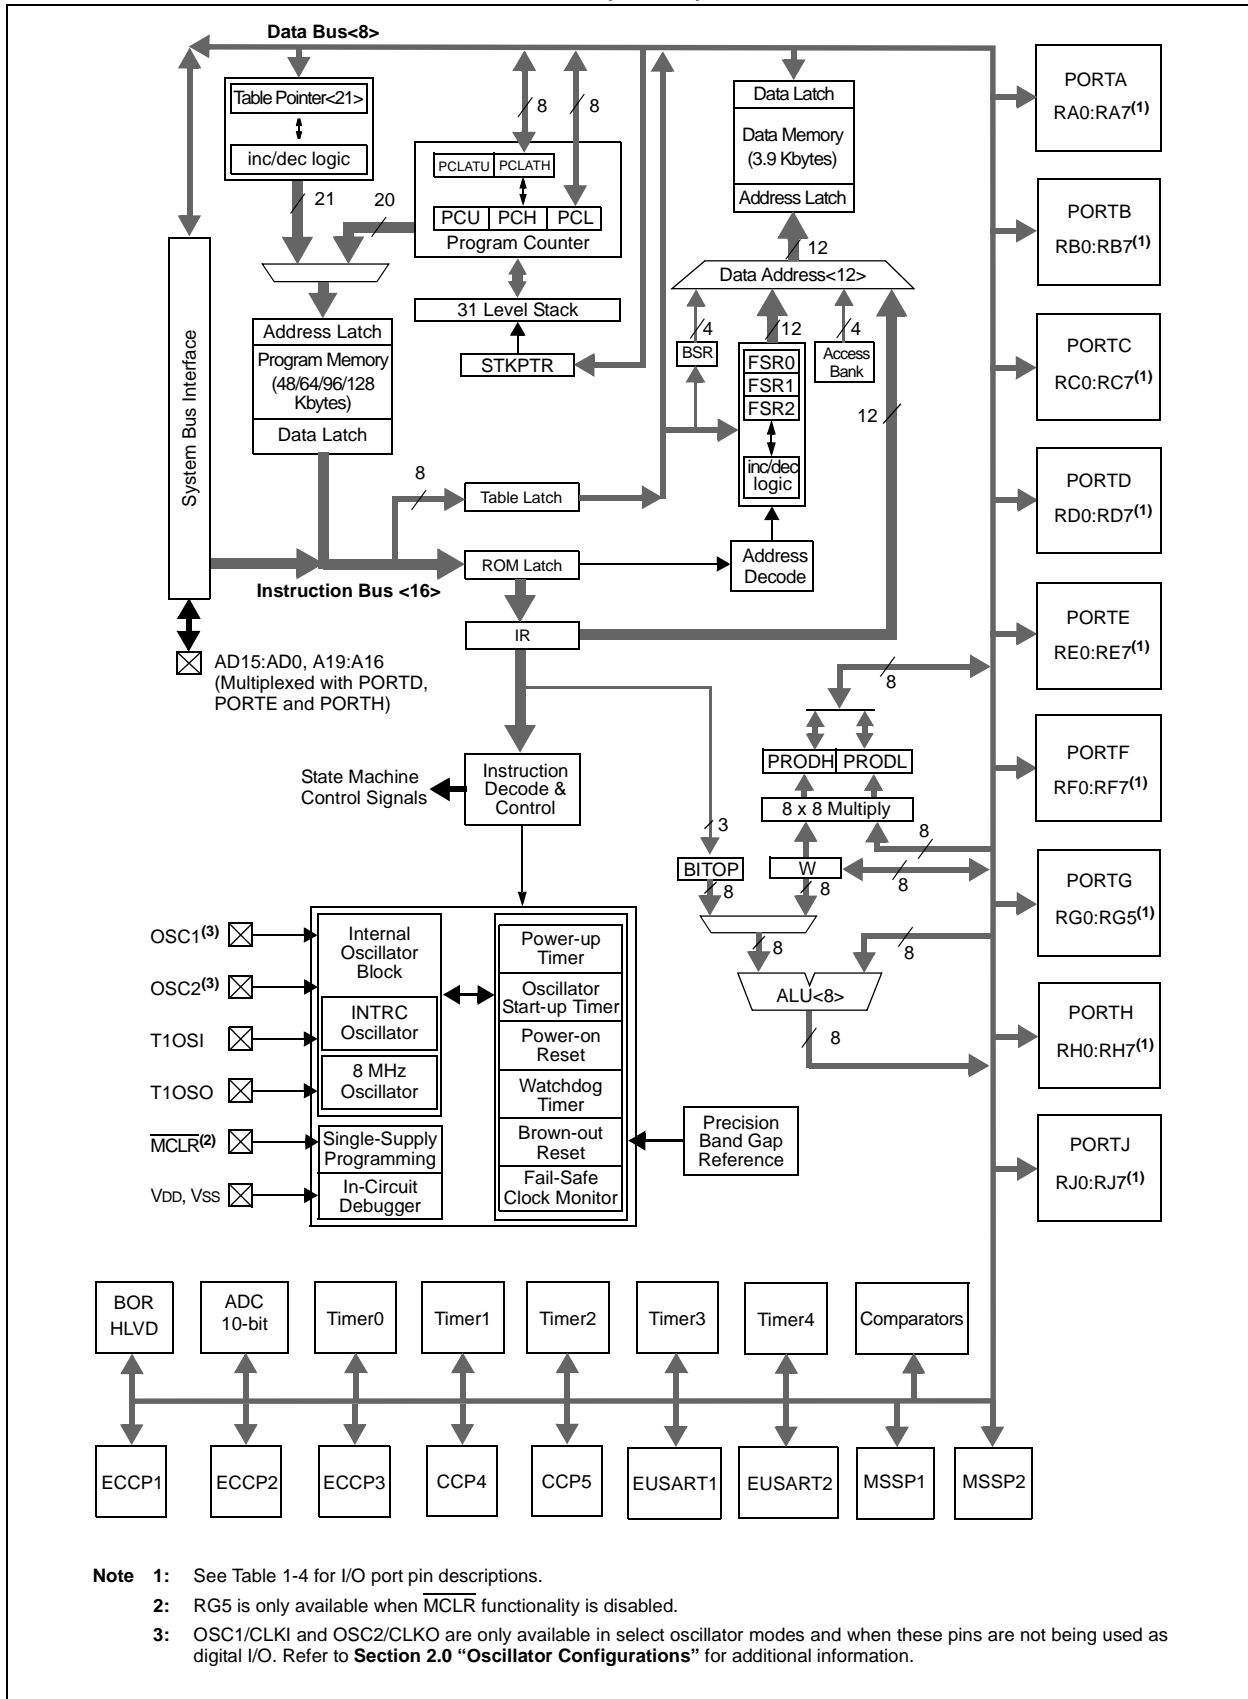 Data Bus<8>
Table Pointer<21>
inc/dec logic
21
20
8
8
PCLATU PCLATH
PCU PCH PCL
Program Counter
31 Level Stack
STKPTR
Data Latch
Data Memory
(3.9 Kbytes)
Address Latch
12
Data Address<12>
4
12
4
BSR
FSR0
FSR1
FSR2
inc/dec
logic
Access
Bank
12
System Bus Interface
Address Latch
Program Memory
(48/64/96/128
Kbytes)
Data Latch
8
Table Latch
ROM Latch
Instruction Bus <16>
Address
Decode
IR
AD15:AD0, A19:A16
(Multiplexed with PORTD,
PORTE and PORTH)
State Machine
Control Signals
Instruction
Decode &
Control
8
PRODH PRODL
8 x 8 Multiply
3
8
BITOP
W
8
8
8
8
8
ALU<8>
8
PORTA
RA0:RA7(1)
PORTB
RB0:RB7(1)
PORTC
RC0:RC7(1)
PORTD
RD0:RD7(1)
PORTE
RE0:RE7(1)
PORTF
RF0:RF7(1)
PORTG
RG0:RG5(1)
PORTH
RH0:RH7(1)
PORTJ
RJ0:RJ7(1)
OSC1(3)
OSC2(3)
T1OSI
T1OSO
MCLR(2)
VDD, VSS
Internal
Oscillator
Block
INTRC
Oscillator
8 MHz
Oscillator
Single-Supply
Programming
In-Circuit
Debugger
Power-up
Timer
Oscillator
Start-up Timer
Power-on
Reset
Watchdog
Timer
Brown-out
Reset
Fail-Safe
Clock Monitor
Precision
Band Gap
Reference
BOR
HLVD
ADC
10-bit
Timer0
Timer1
Timer2
Timer3
Timer4
Comparators
ECCP1
ECCP2
ECCP3
CCP4
CCP5
EUSART1
EUSART2
MSSP1
MSSP2
Note 1: See Table 1-4 for I/O port pin descriptions.
2: RG5 is only available when MCLR functionality is disabled.
3: OSC1/CLKI and OSC2/CLKO are only available in select oscillator modes and when these pins are not being used as
digital I/O. Refer to Section 2.0 “Oscillator Configurations” for additional information.